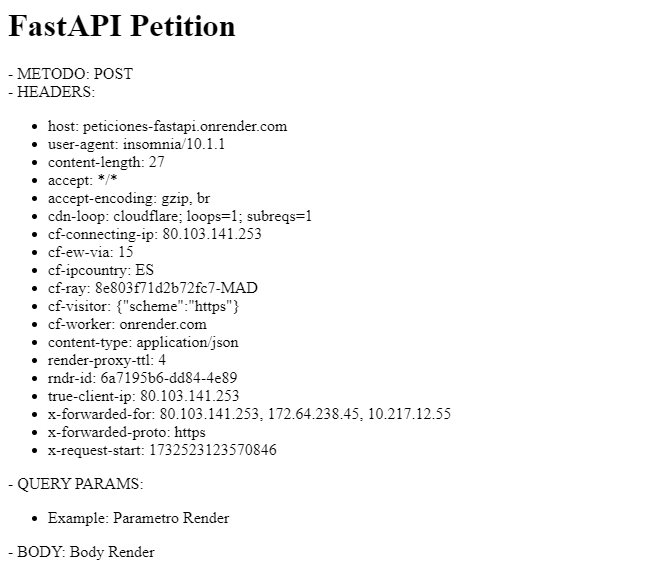 FastAPI Petition
- METODO: POST
- HEADERS:
• host: peticiones-fastapi.onrender.com
• user-agent: insomnia/10.1.1
• content-length: 27
• accept: */*
• accept-encoding: gzip, br
• cdn-loop: cloudflare; loops=1; subreqs=1
• cf-connecting-ip: 80.103.141.253
• cf-ew-via: 15
• cf-ipcountry: ES
• cf-ray: 8e803f71d2b72fc7-MAD
• cf-visitor: {"scheme":"https"}
• cf-worker: onrender.com
• content-type: application/json
• render-proxy-ttl: 4
• rndr-id: 6a7195b6-dd84-4e89
• true-client-ip: 80.103.141.253
• x-forwarded-for: 80.103.141.253, 172.64.238.45, 10.217.12.55
• x-forwarded-proto: https
• x-request-start: 1732523123570846
- QUERY PARAMS:
• Example: Parametro Render
- BODY: Body Render